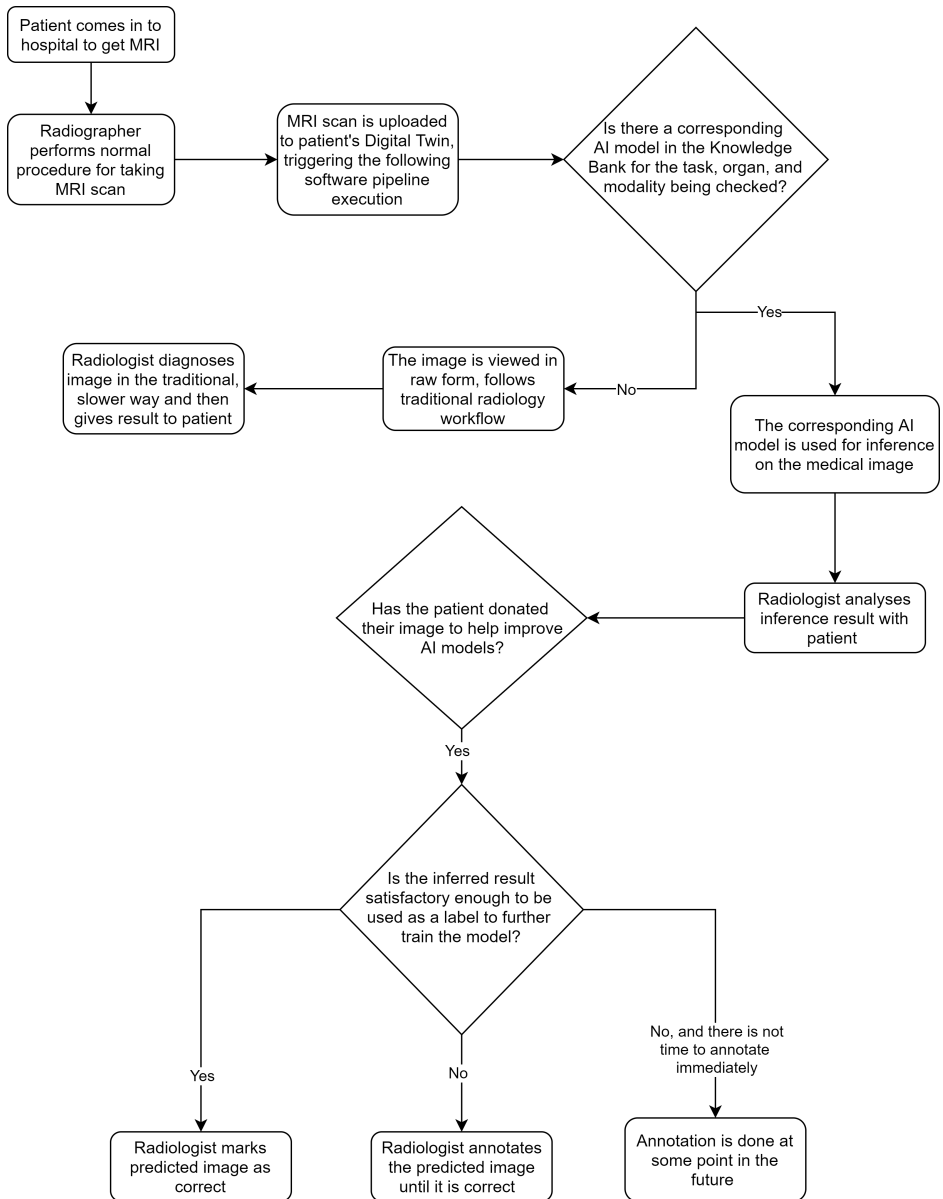 Patient comes in to
hospital to get MRI
Radiographer
performs normal
procedure for taking
MRI scan
MRI scan is uploaded
to patient's Digital Twin,
triggering the following
software pipeline
execution
Is there a corresponding
AI model in the Knowledge
Bank for the task, organ, and
modality being checked?
Yes
No
The image is viewed in
raw form, follows
traditional radiology
workflow
Radiologist diagnoses
image in the traditional,
slower way and then
gives result to patient
The corresponding AI
model is used for inference
on the medical image
Radiologist analyses
inference result with
patient
Has the patient donated
their image to help improve
AI models?
Yes
Is the inferred result
satisfactory enough to be
used as a label to further
train the model?
Yes
No
No, and there is not
time to annotate
immediately
Radiologist marks
predicted image as
correct
Radiologist annotates
the predicted image
until it is correct
Annotation is done at
some point in the
future